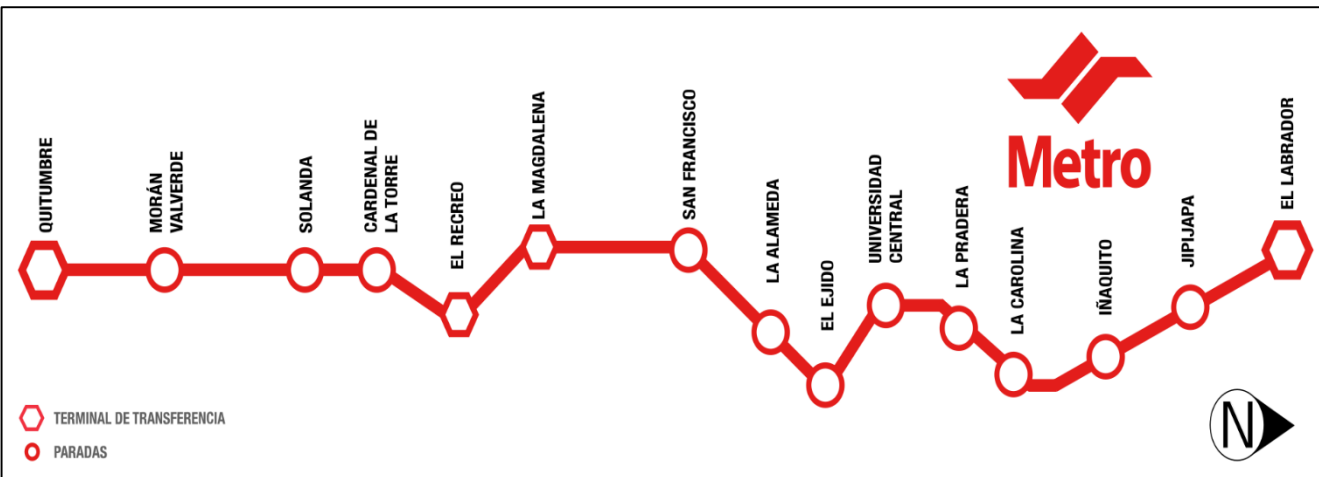 QUITUMBRE
MORÁN
VALVERDE
SOLANDA
CARDENAL DE
LA TORRE
EL RECREO
LA MAGDALENA
SAN FRANCISCO
LA ALAMEDA
EL EJIDO
UNIVERSIDAD
CENTRAL
LA PRADERA
LA CAROLINA
IÑAQUITO
JIPIJAPA
EL LABRADOR
Metro
TERMINAL DE TRANSFERENCIA
PARADAS
N